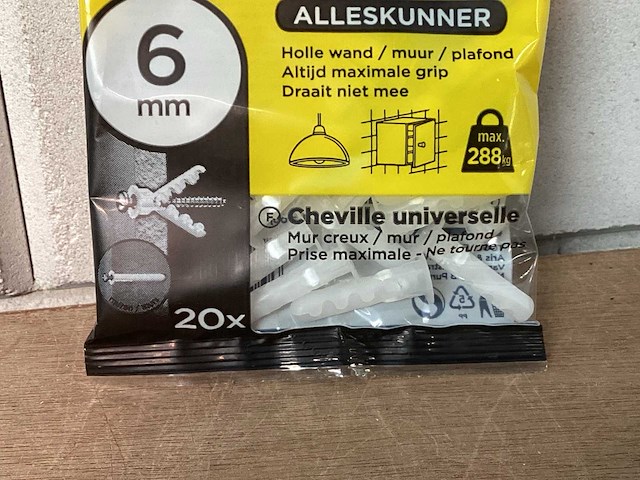 ALLESKUNNER
6
mm
Holle wand / muur / plafond
Altijd maximale grip
Draait niet mee
max.
288kg
F Cheville universelle
Mur creux / mur / plafond
Prise maximale - Ne tourne pas
20x